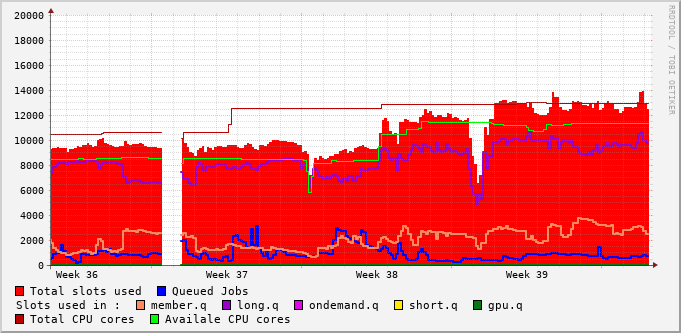 20000
18000
16000
14000
12000
10000
8000
6000
4000
2000
0
Week 36 Week 37 Week 38 Week 39
RRDTOOL / TOBI OETIKER
Total slots used Queued Jobs
Slots used in : member.q long.q ondemand.q short.q gpu.q
Total CPU cores Availale CPU cores